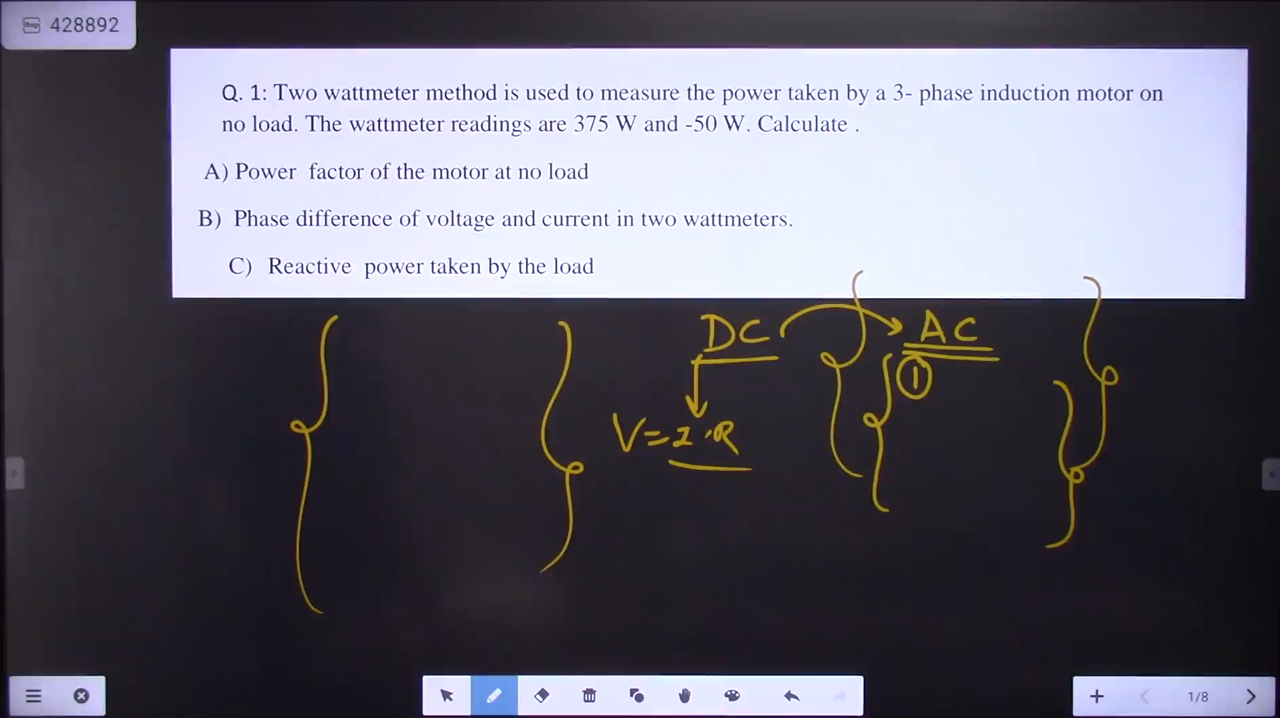 428892
Q. 1: Two wattmeter method is used to measure the power taken by a 3- phase induction motor on
no load. The wattmeter readings are 375 W and -50 W. Calculate .
A) Power factor of the motor at no load
B) Phase difference of voltage and current in two wattmeters.
C) Reactive power taken by the load
DC AC
1
V=I.R
1/8